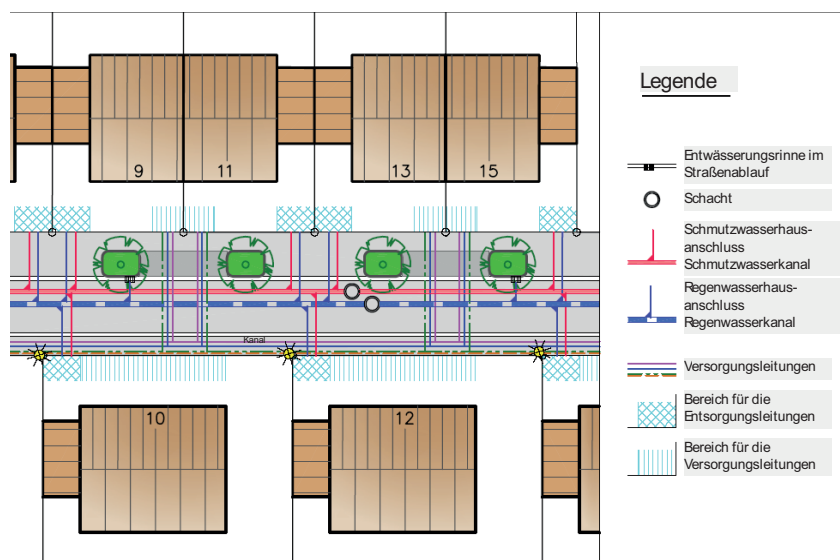 9
11
13
15
Kanal
10
12
Legende
Entwässerungsrinne im
Straßenablauf
Schacht
Schmutzwasserhaus-
anschluss
Schmutzwasserkanal
Regenwasserhaus-
anschluss
Regenwasserkanal
Versorgungsleitungen
Bereich für die
Entsorgungsleitungen
Bereich für die
Versorgungsleitungen